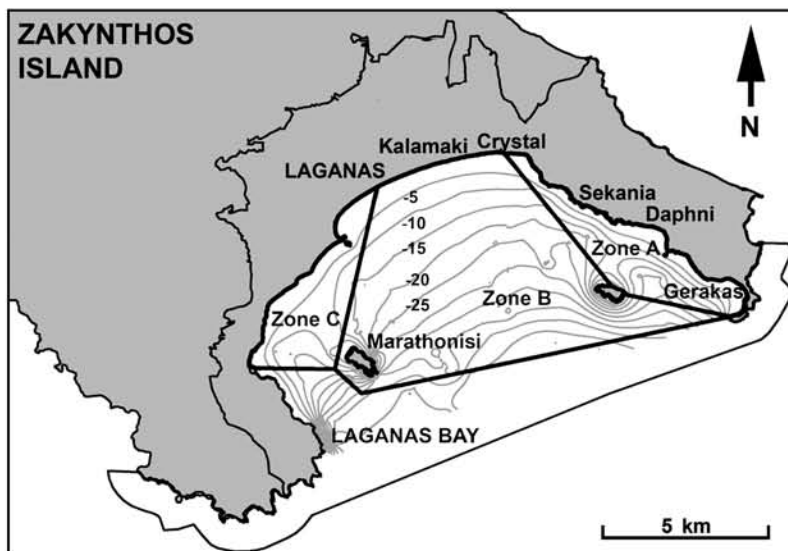 ZAKYNTHOS
ISLAND
N
Kalamaki Crystal
LAGANAS
Sekania
-5
Daphni
-10
-15
Zone A
-20
Gerakas
-25
Zone B
Zone C
Marathonisi
LAGANAS BAY
5 km